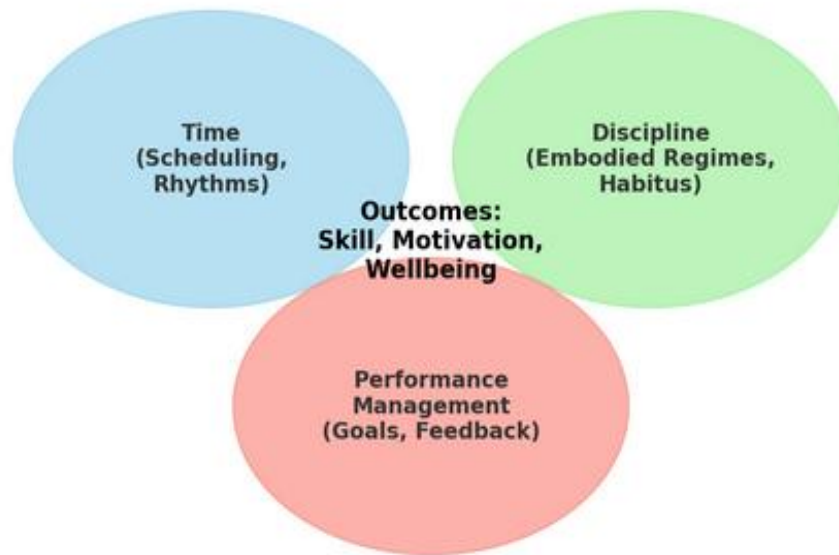 Time
(Scheduling,
Rhythms)
Discipline
(Embodied Regimes,
Habitus)
Outcomes:
Skill, Motivation,
Wellbeing
Performance
Management
(Goals, Feedback)